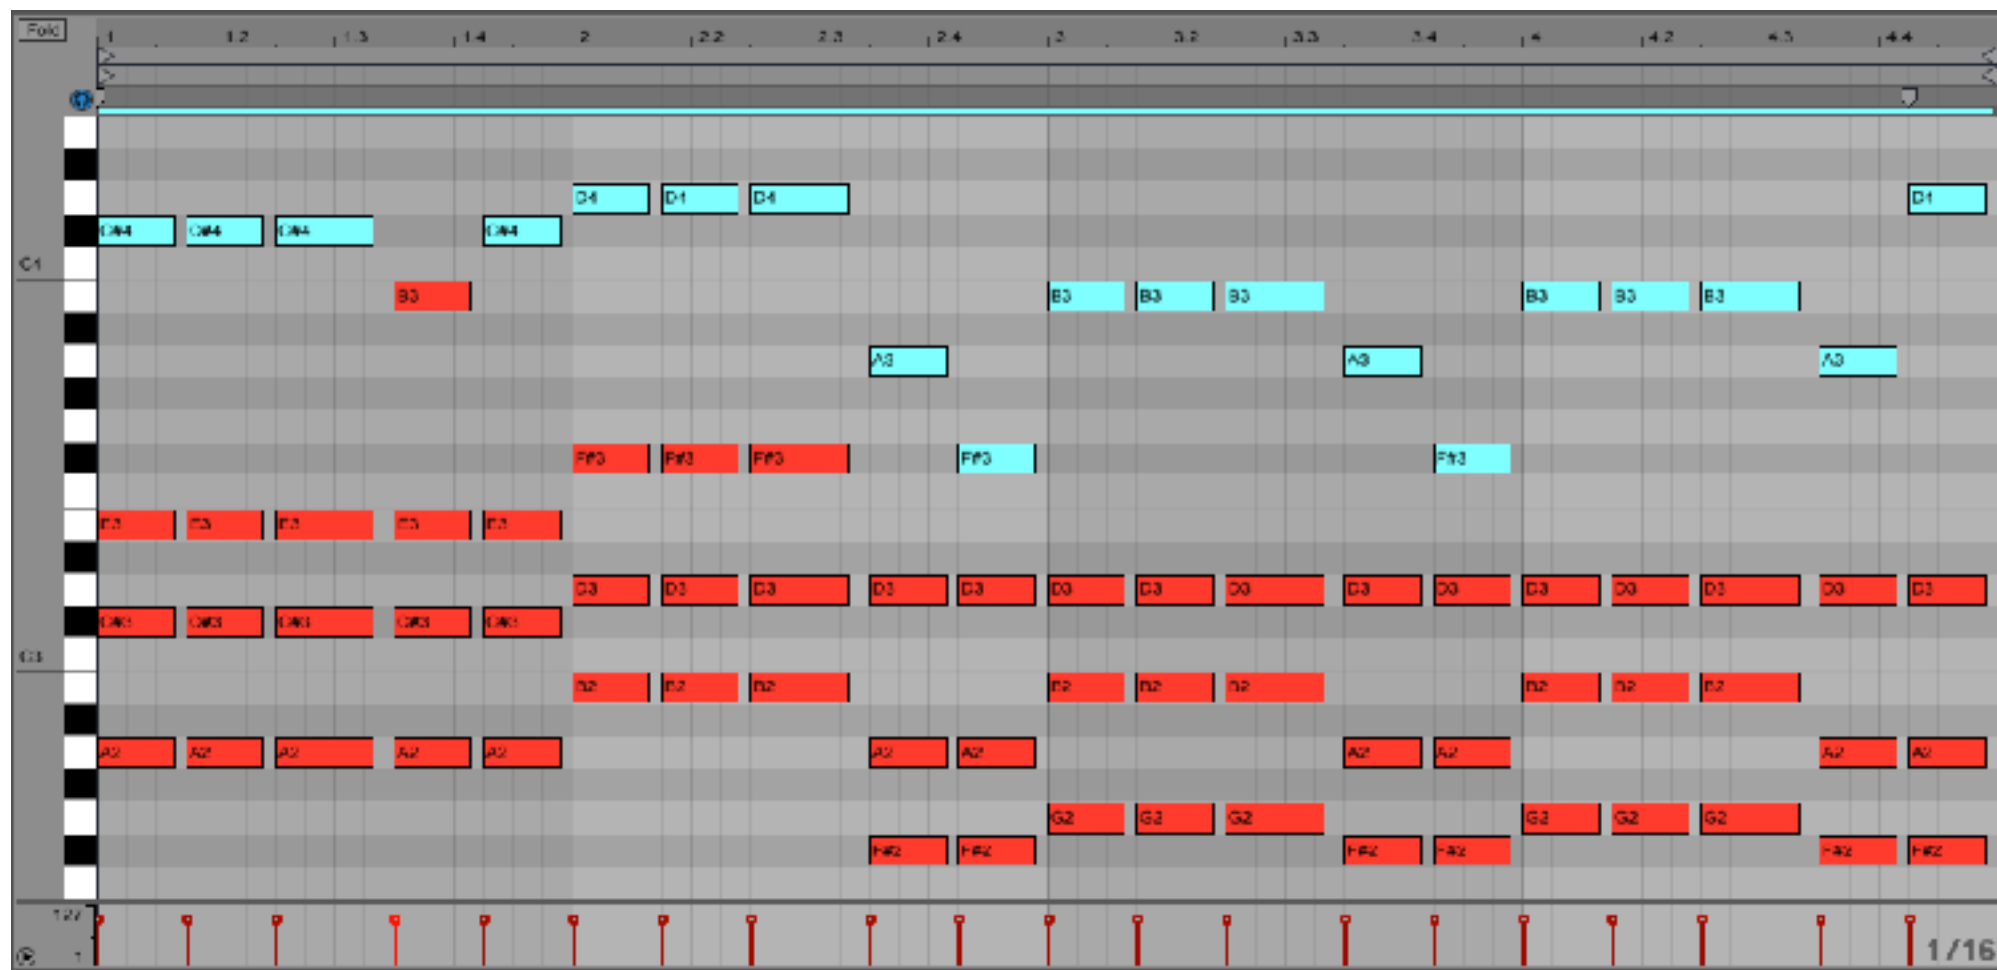 Fold
1 1.2 1.3 1.4 2 2.2 2.3 2.4 3 3.2 3.3 3.4 4 4.2 4.3 4.4
D4 D4 D4 D4
C#4 C#4 C#4 C#4
C4
B3 B3 B3 B3 B3 B3 B3
A3 A3 A3
F#3 F#3 F#3 F#3 F#3
E3 E3 E3 E3 E3
D3 D3 D3 D3 D3 D3 D3 D3 D3 D3 D3 D3 D3 D3 D3
C#3 C#3 C#3 C#3 C#3
C3
B2 B2 B2 B2 B2 B2 B2 B2 B2
A2 A2 A2 A2 A2 A2 A2 A2 A2 A2 A2
G2 G2 G2 G2 G2 G2
F#2 F#2 F#2 F#2 F#2 F#2
127
1
1/16